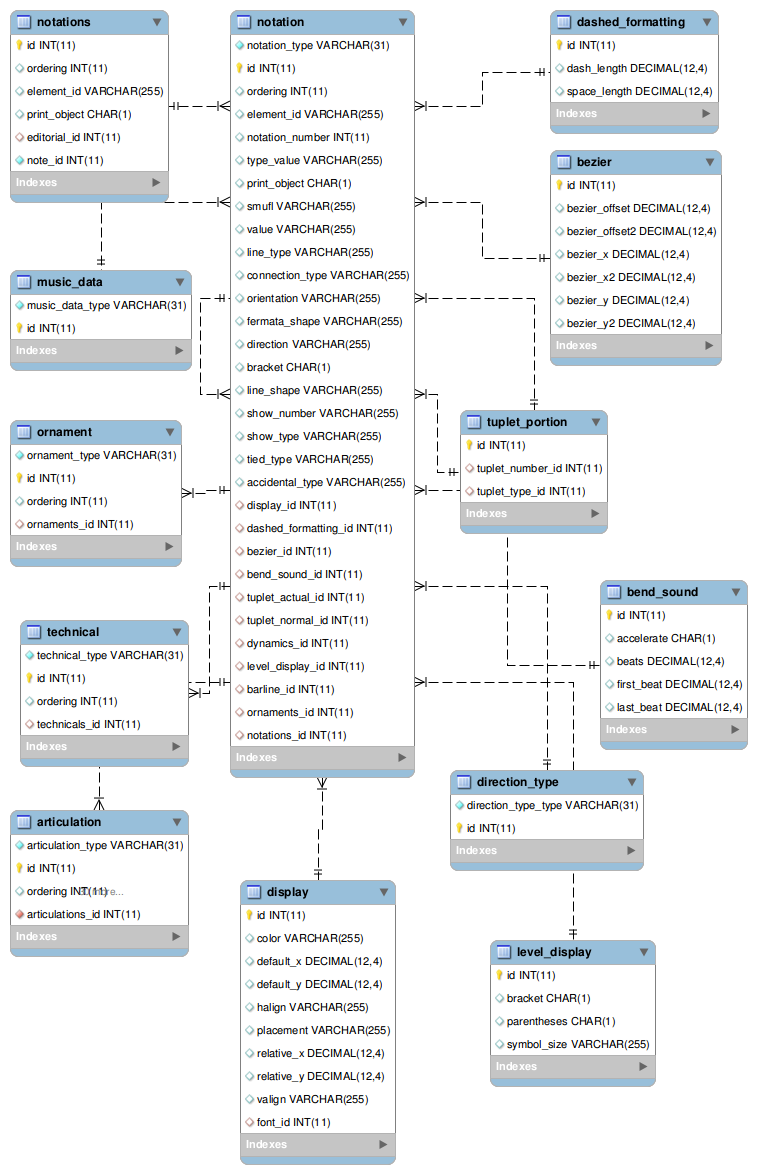 notations
id INT(11)
ordering INT(11)
element_id VARCHAR(255)
print_object CHAR(1)
editorial_id INT(11)
note_id INT(11)
Indexes
music_data
music_data_type VARCHAR(31)
id INT(11)
Indexes
ornament
ornament_type VARCHAR(31)
id INT(11)
ordering INT(11)
ornaments_id INT(11)
Indexes
technical
technical_type VARCHAR(31)
id INT(11)
ordering INT(11)
technicals_id INT(11)
Indexes
articulation
articulation_type VARCHAR(31)
id INT(11)
ordering INT(11)
articulations_id INT(11)
Indexes
notation
notation_type VARCHAR(31)
id INT(11)
ordering INT(11)
element_id VARCHAR(255)
notation_number INT(11)
type_value VARCHAR(255)
print_object CHAR(1)
smufl VARCHAR(255)
value VARCHAR(255)
line_type VARCHAR(255)
connection_type VARCHAR(255)
orientation VARCHAR(255)
fermata_shape VARCHAR(255)
direction VARCHAR(255)
bracket CHAR(1)
line_shape VARCHAR(255)
show_number VARCHAR(255)
show_type VARCHAR(255)
tied_type VARCHAR(255)
accidental_type VARCHAR(255)
display_id INT(11)
dashed_formatting_id INT(11)
bezier_id INT(11)
bend_sound_id INT(11)
tuplet_actual_id INT(11)
tuplet_normal_id INT(11)
dynamics_id INT(11)
level_display_id INT(11)
barline_id INT(11)
ornaments_id INT(11)
notations_id INT(11)
Indexes
display
id INT(11)
color VARCHAR(255)
default_x DECIMAL(12,4)
default_y DECIMAL(12,4)
halign VARCHAR(255)
placement VARCHAR(255)
relative_x DECIMAL(12,4)
relative_y DECIMAL(12,4)
valign VARCHAR(255)
font_id INT(11)
Indexes
dashed_formatting
id INT(11)
dash_length DECIMAL(12,4)
space_length DECIMAL(12,4)
Indexes
bezier
id INT(11)
bezier_offset DECIMAL(12,4)
bezier_offset2 DECIMAL(12,4)
bezier_x DECIMAL(12,4)
bezier_x2 DECIMAL(12,4)
bezier_y DECIMAL(12,4)
bezier_y2 DECIMAL(12,4)
Indexes
tuplet_portion
id INT(11)
tuplet_number_id INT(11)
tuplet_type_id INT(11)
Indexes
bend_sound
id INT(11)
accelerate CHAR(1)
beats DECIMAL(12,4)
first_beat DECIMAL(12,4)
last_beat DECIMAL(12,4)
Indexes
direction_type
direction_type_type VARCHAR(31)
id INT(11)
Indexes
level_display
id INT(11)
bracket CHAR(1)
parentheses CHAR(1)
symbol_size VARCHAR(255)
Indexes